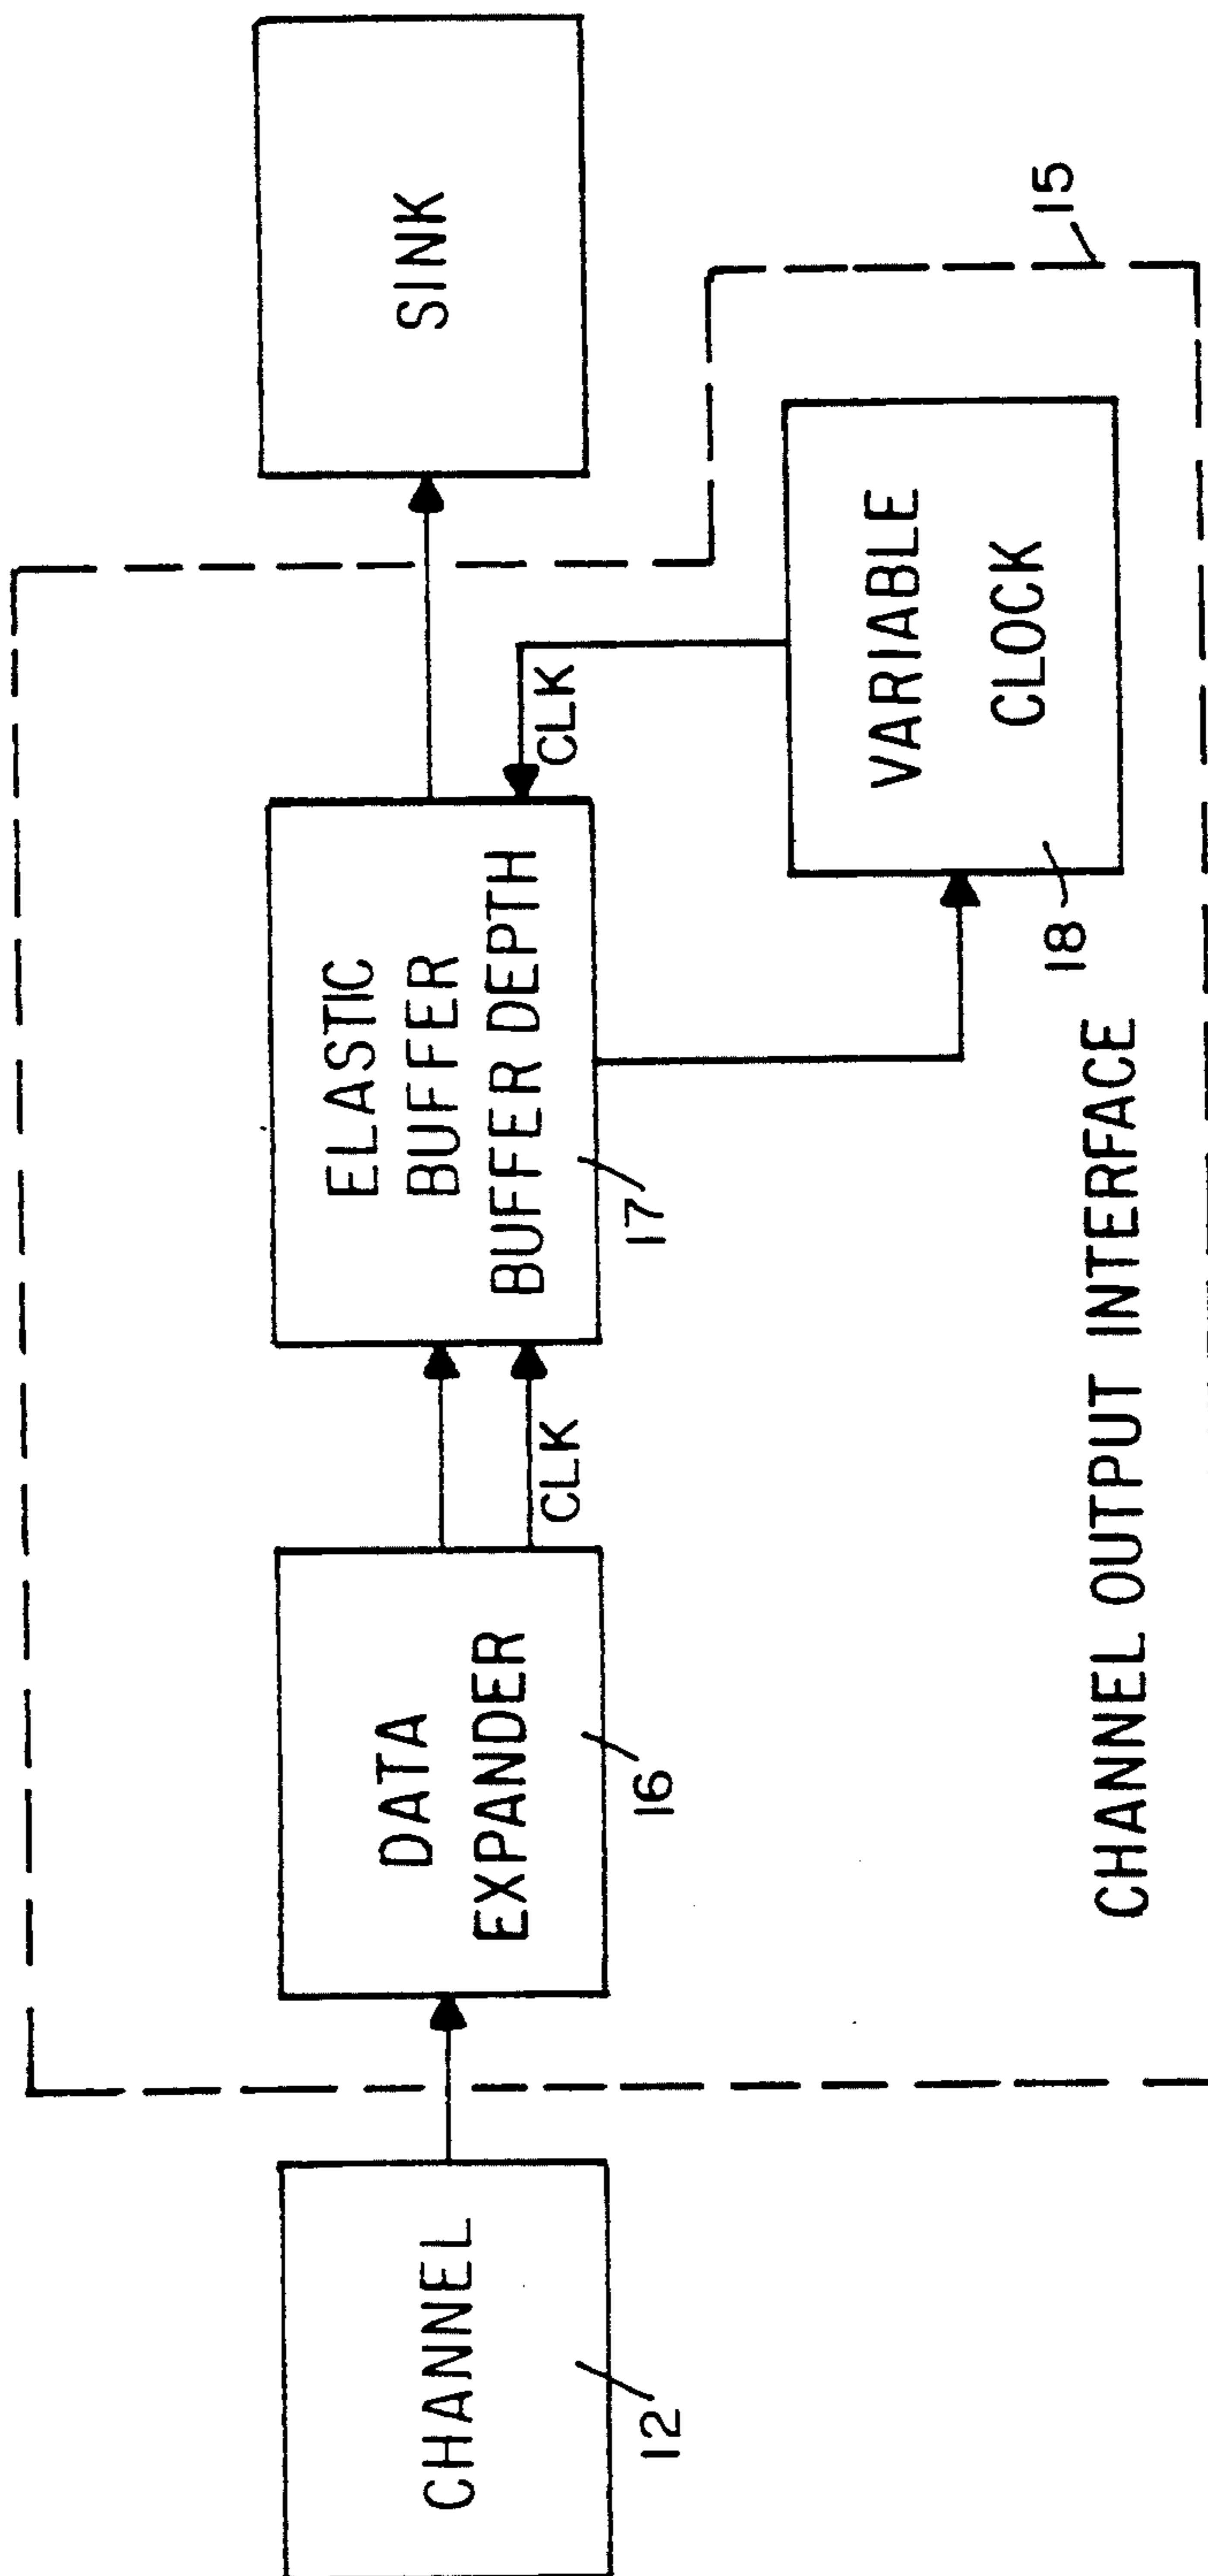 CHANNEL
12
DATA
EXPANDER
16
CLK
ELASTIC
BUFFER
BUFFER DEPTH
17
CLK
SINK
VARIABLE
CLOCK
18
15
CHANNEL OUTPUT INTERFACE